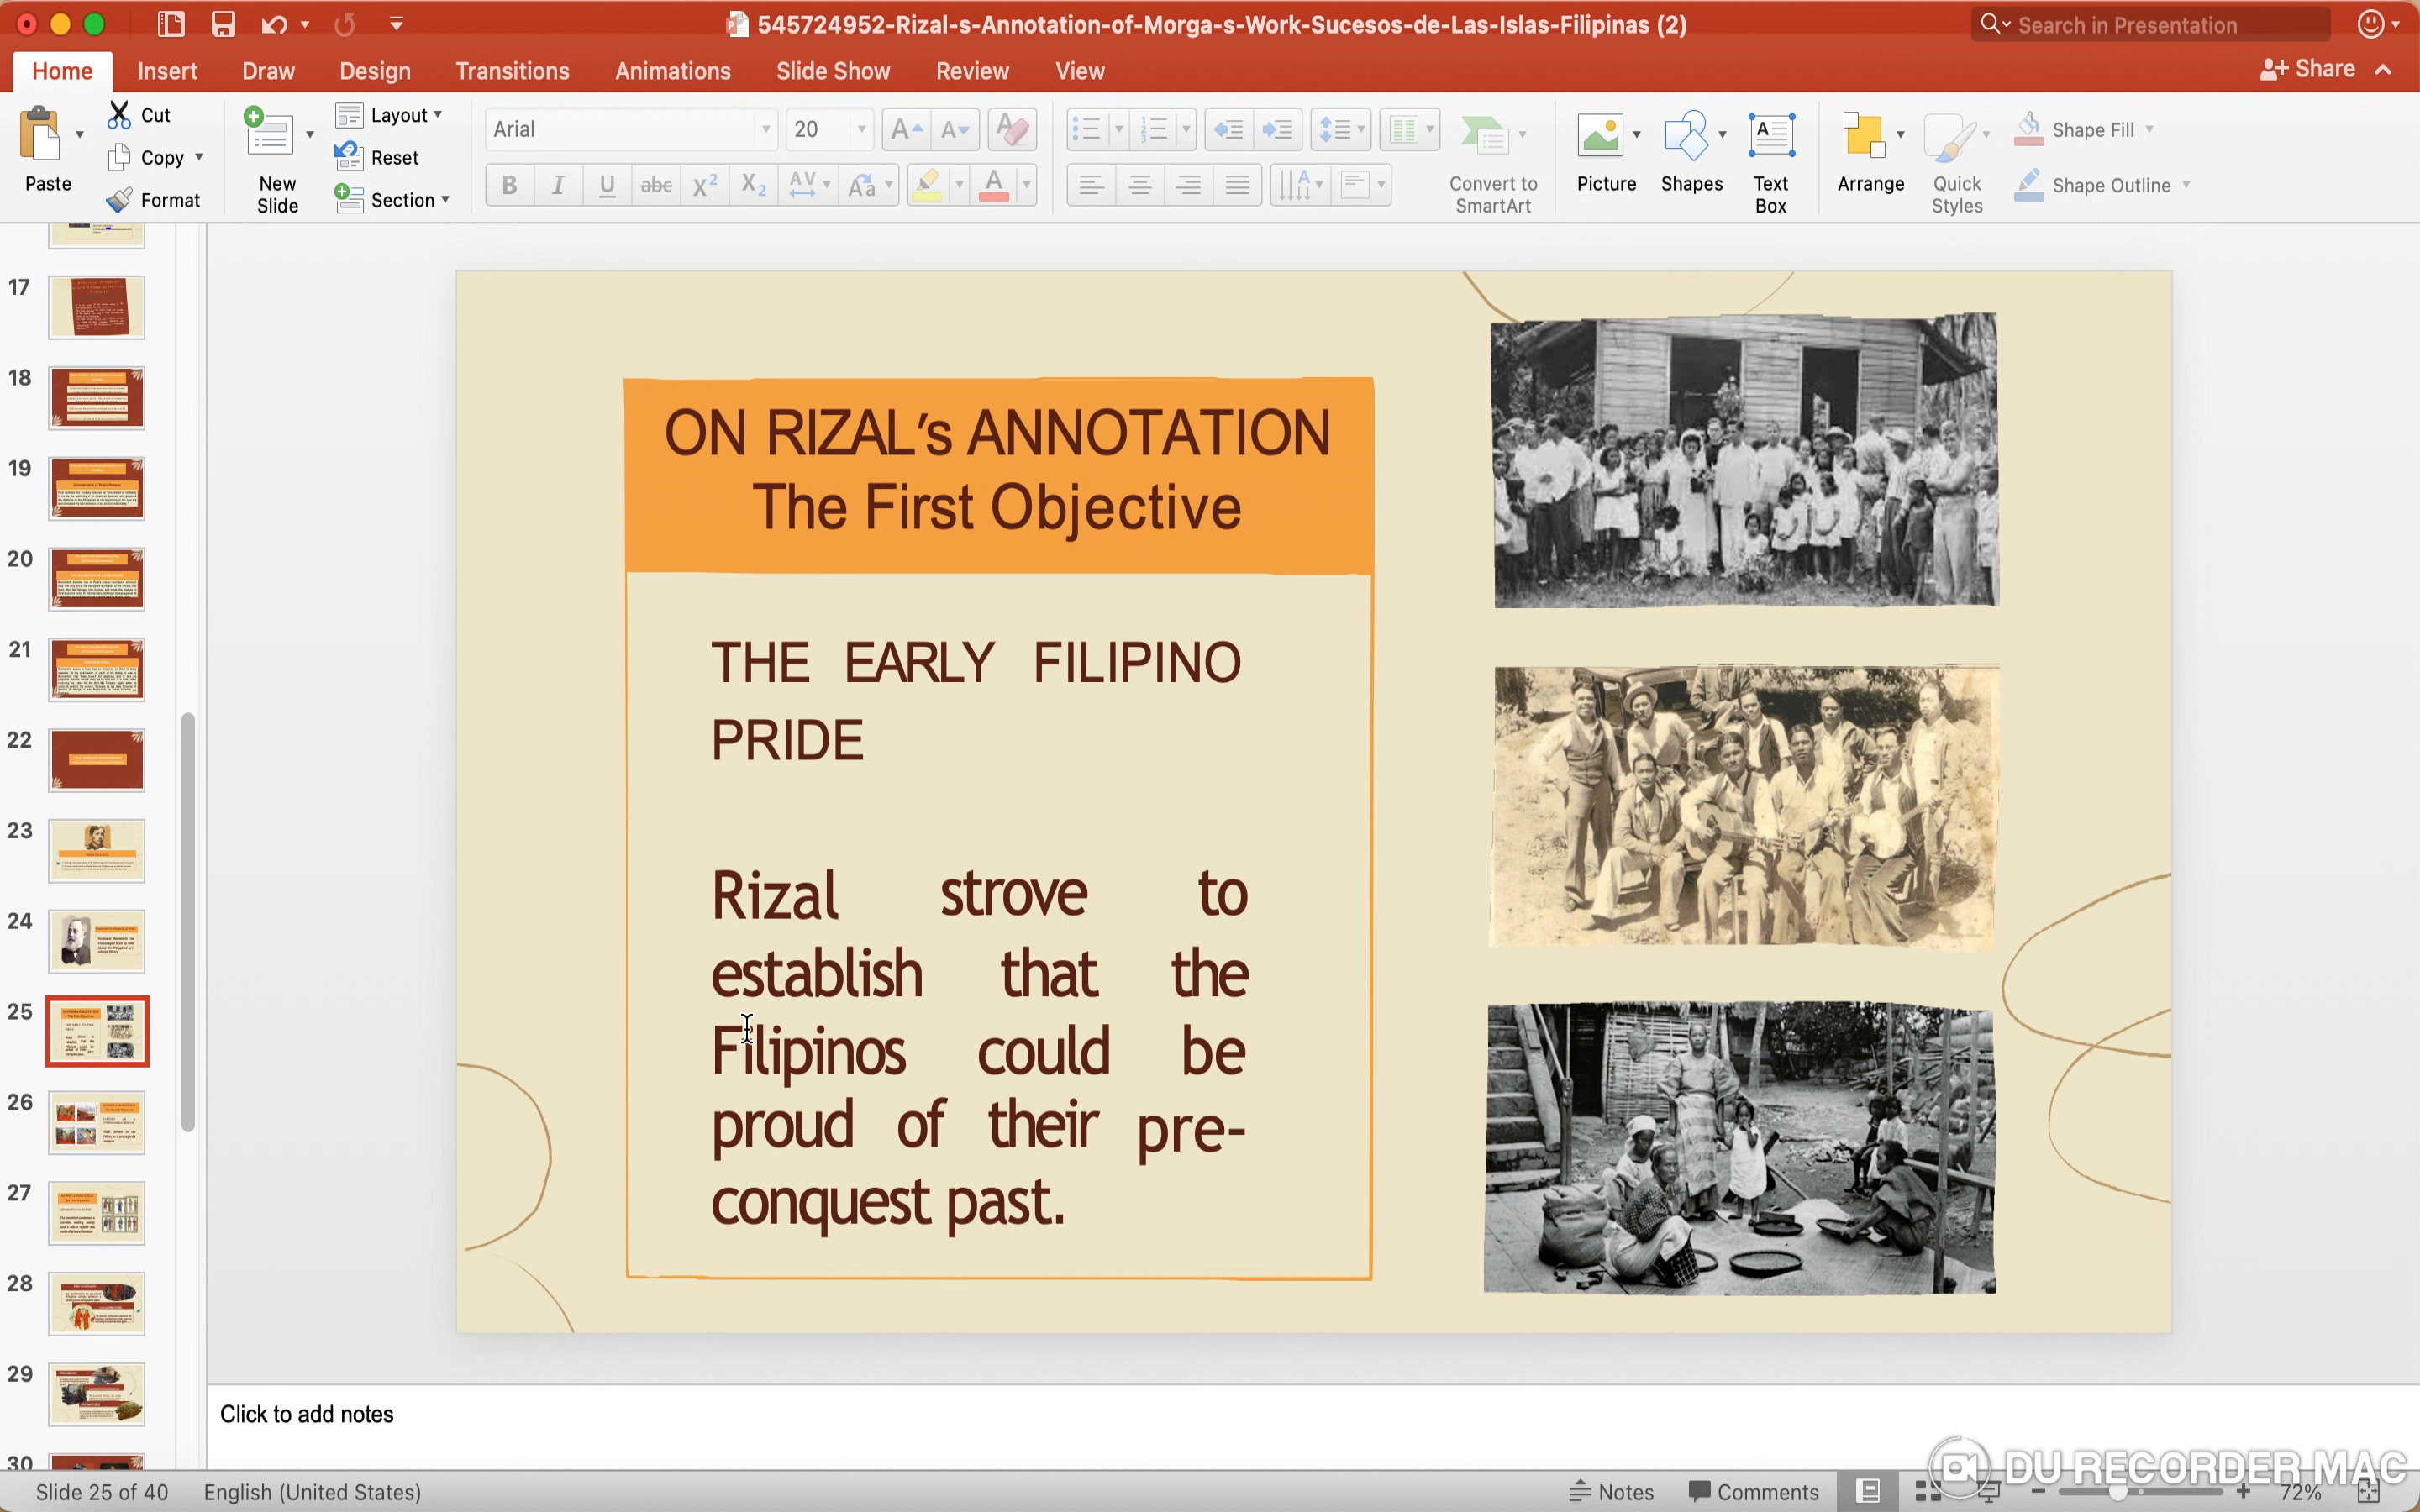 545724952-Rizal-s-Annotation-of-Morga-s-Work-Sucesos-de-Las-Islas-Filipinas (2)
Search in Presentation
Home Insert Draw Design Transitions Animations Slide Show Review View
Share
Paste
Cut
Copy
Format
New
Slide
Layout
Reset
Section
Arial
20
Convert to
SmartArt
Picture
Shapes
Text
Box
Arrange
Quick
Styles
Shape Fill
Shape Outline
17
18
19
20
21
22
23
24
25
26
27
28
29
30
ON RIZAL's ANNOTATION
The First Objective
THE EARLY FILIPINO
PRIDE
Rizal strove to
establish that the
Filipinos could be
proud of their pre-
conquest past.
Click to add notes
DU RECORDER MAC
Slide 25 of 40
English (United States)
Notes
Comments
72%